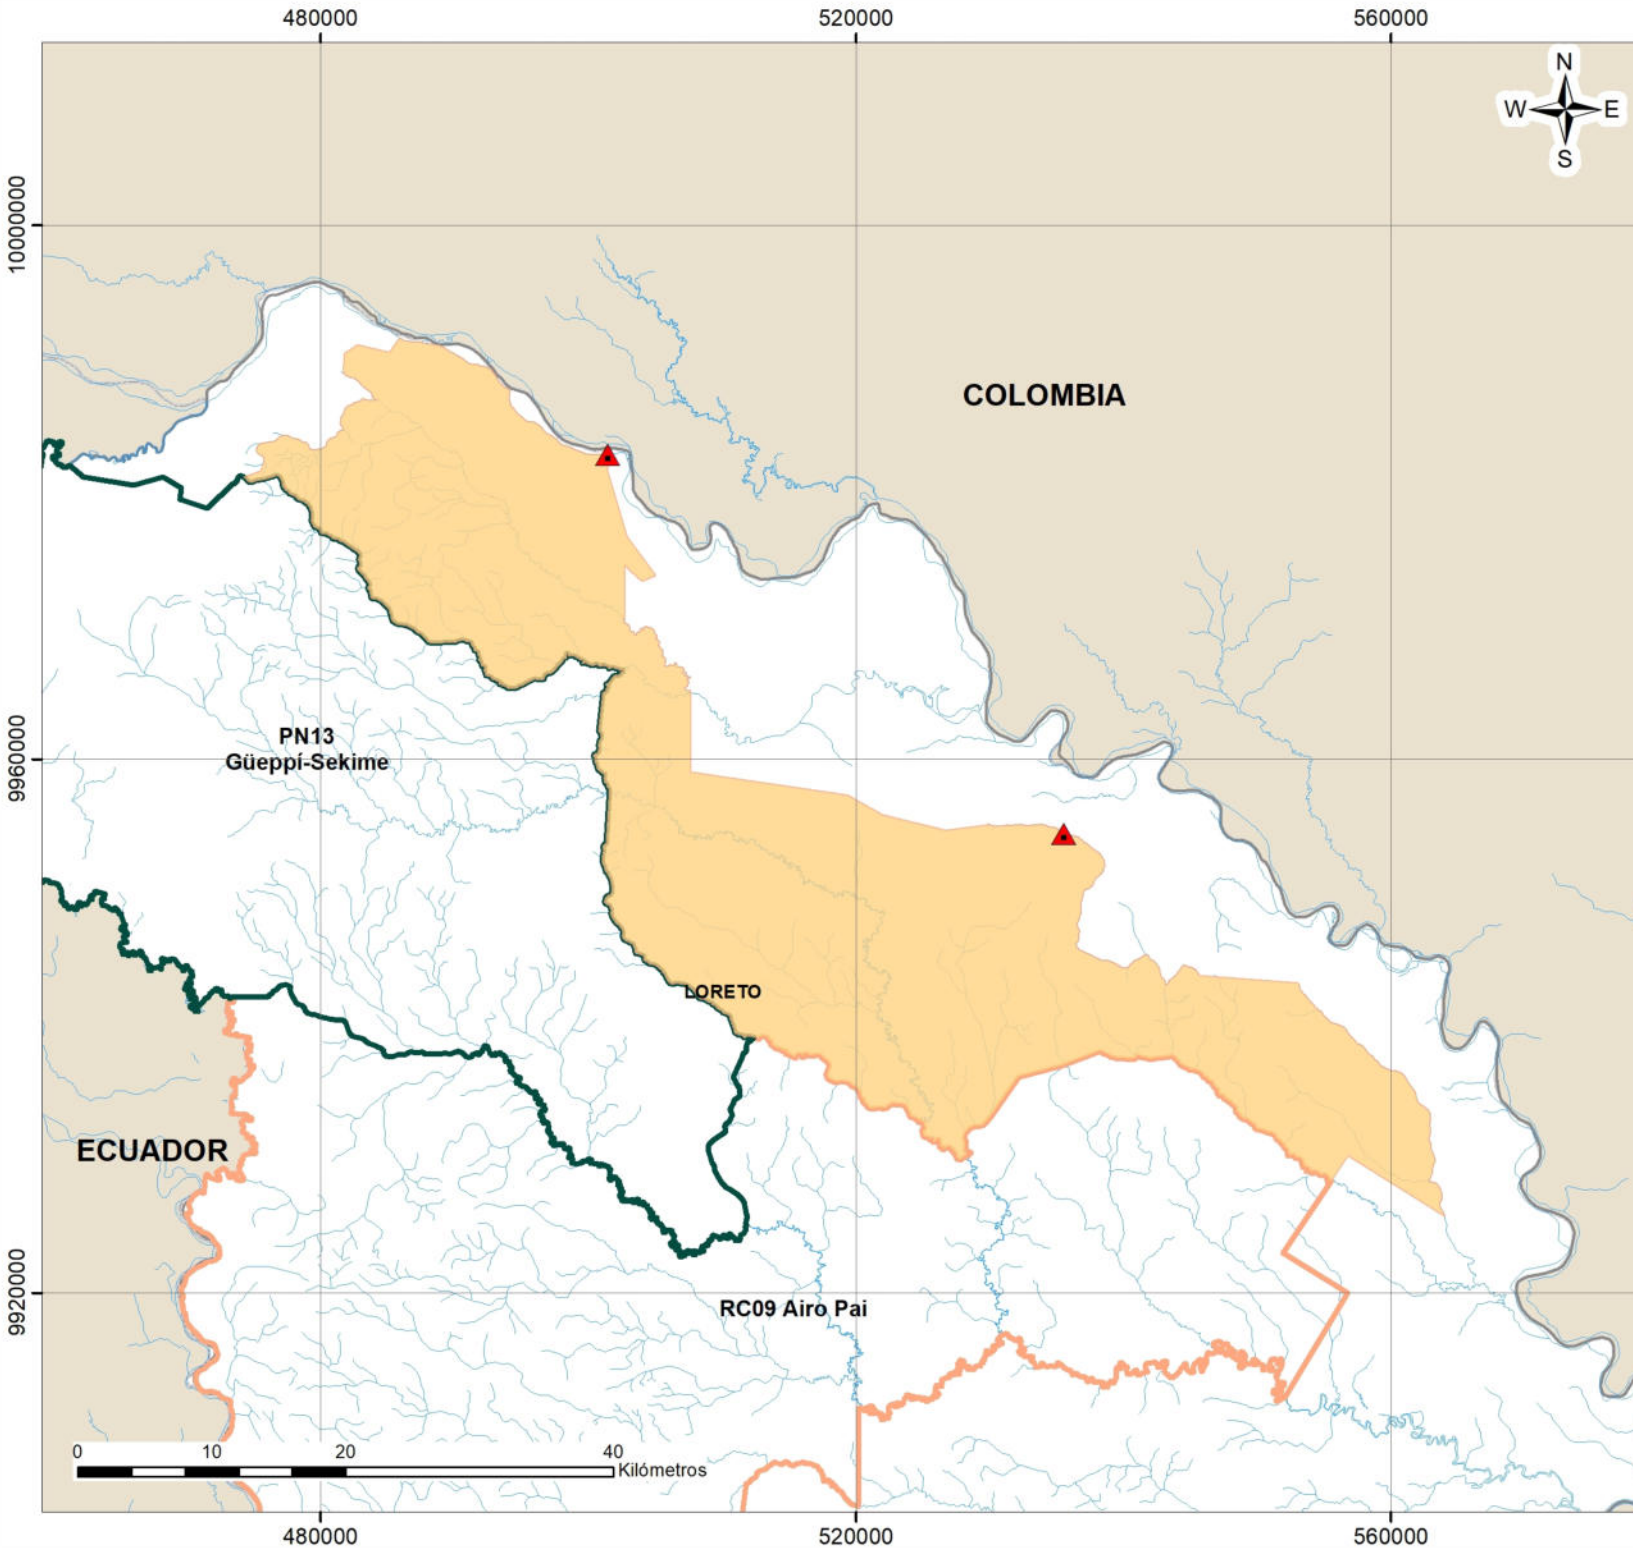 480000
520000
560000
N
W
E
S
10000000
COLOMBIA
PN13
Güeppí-Sekime
9960000
LORETO
ECUADOR
9920000
RC09 Airo Pai
0
10
20
40
Kilómetros
480000
520000
560000